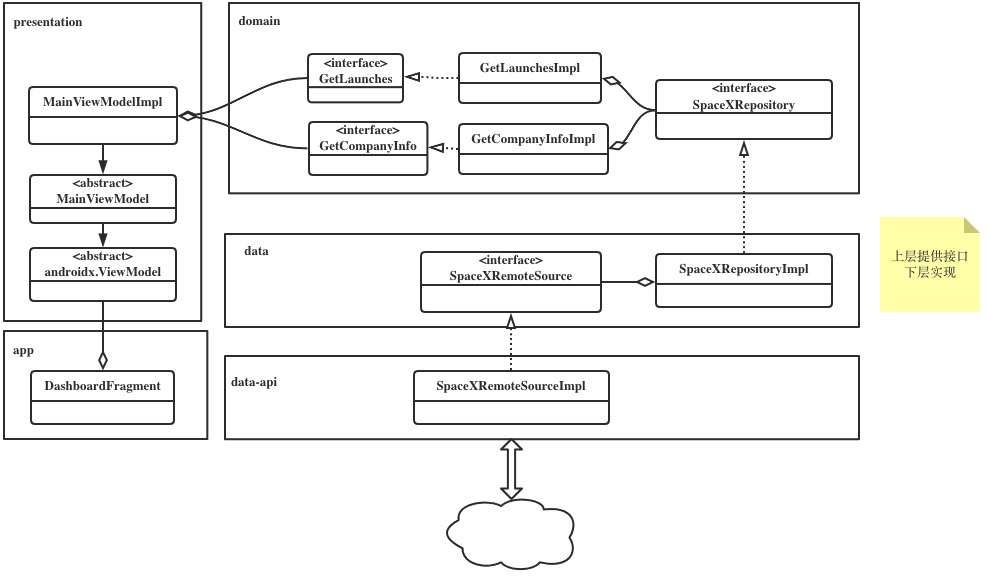 presentation
MainViewModelImpl
<abstract>
MainViewModel
<abstract>
androidx.ViewModel
app
DashboardFragment
domain
<interface>
GetLaunches
GetLaunchesImpl
<interface>
SpaceXRepository
<interface>
GetCompanyInfo
GetCompanyInfoImpl
data
<interface>
SpaceXRemoteSource
SpaceXRepositoryImpl
data-api
SpaceXRemoteSourceImpl
上层提供接口
下层实现